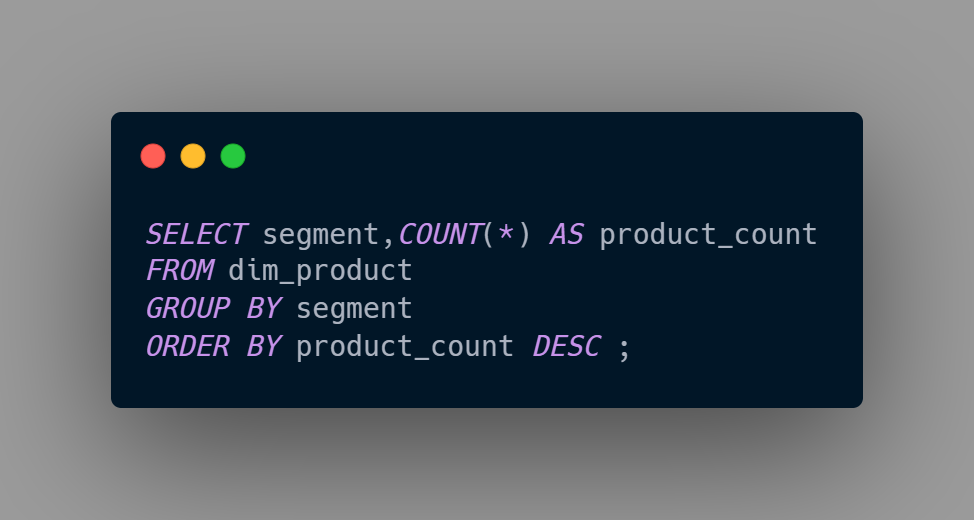 SELECT segment,COUNT(*) AS product_count
FROM dim_product
GROUP BY segment
ORDER BY product_count DESC ;